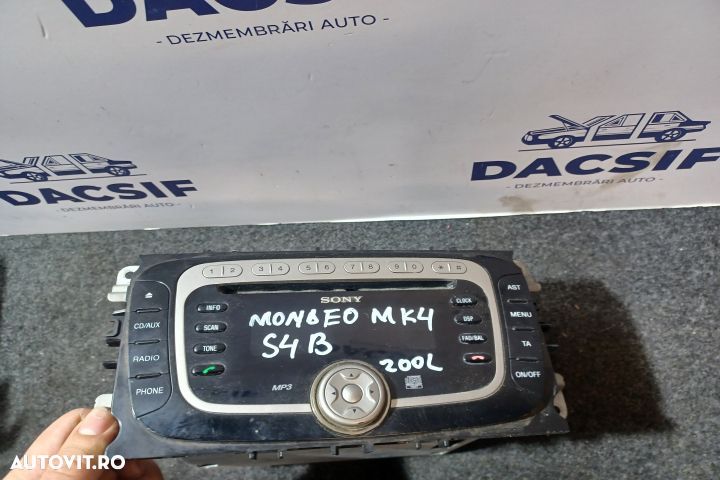 DACSIF
DEZMEMBRĂRI AUTO
DACSIF
DEZMEMBRĂRI AUTO
DACSIF
DEZMEMBRĂRI AUTO
1 2 3 4 5 6 7 8 9 0 * #
SONY
INFO
SCAN
TONE
CLOCK
DSP
FAD/BAL
CD/AUX
RADIO
PHONE
AST
MENU
TA
ON/OFF
MONDEO MK4
S4B
200L
MP3
AUTOVIT.RO